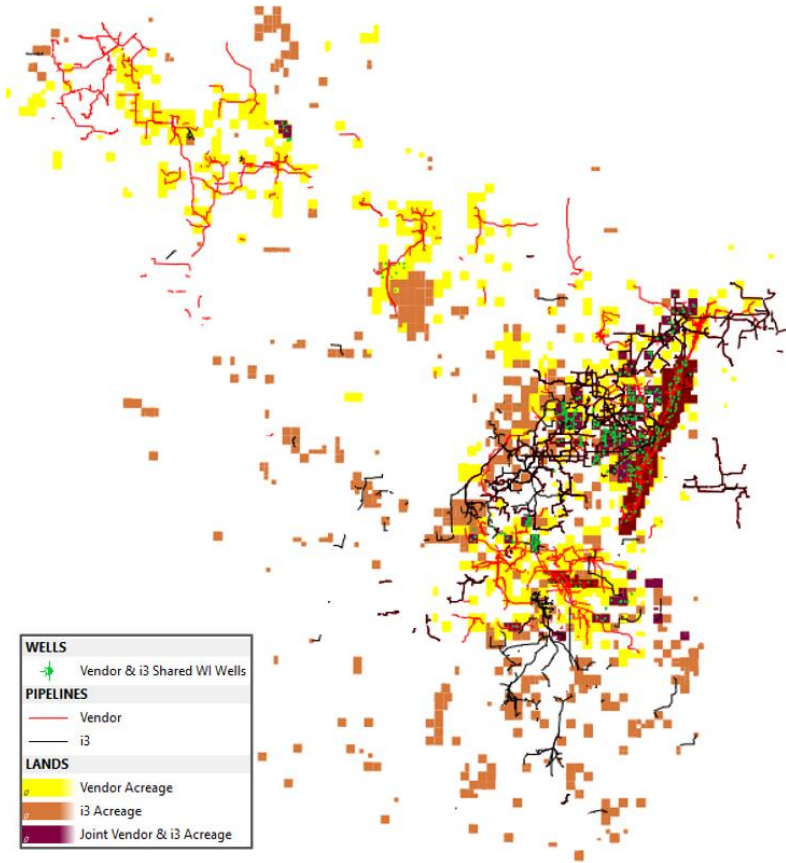 WELLS
Vendor & i3 Shared WI Wells
PIPELINES
Vendor
i3
LANDS
Vendor Acreage
i3 Acreage
Joint Vendor & i3 Acreage